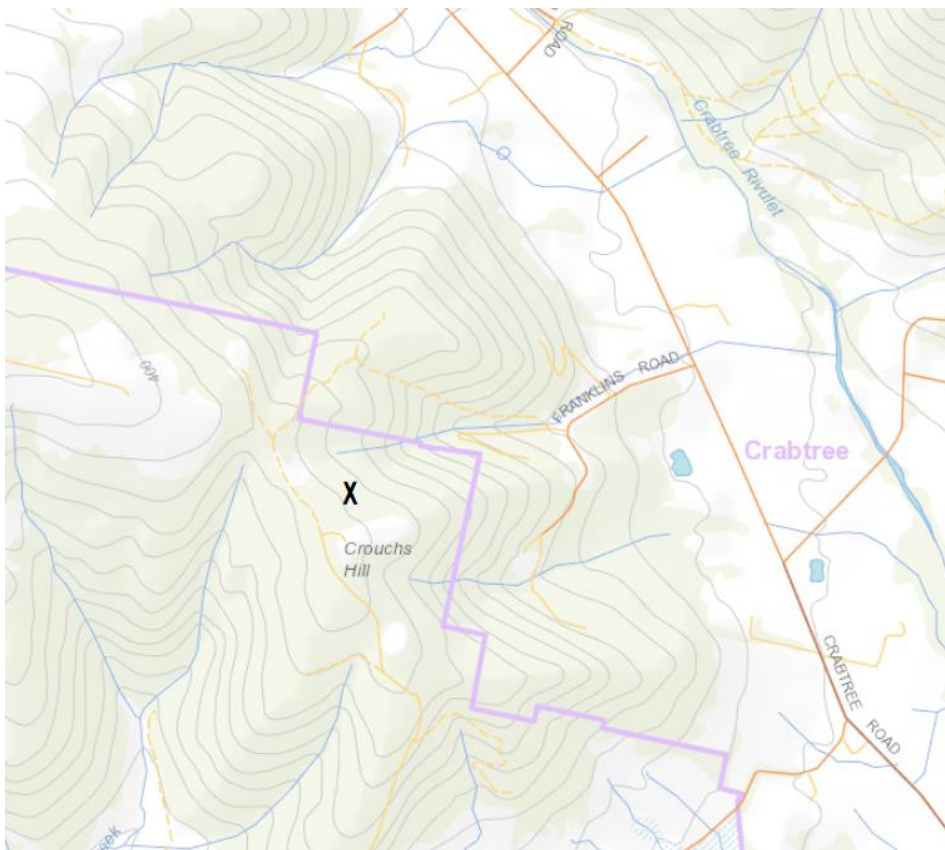 ROAD
Crabtree Rivulet
400
FRANKLINS ROAD
Crabtree
X
Crouchs
Hill
CRABTREE ROAD